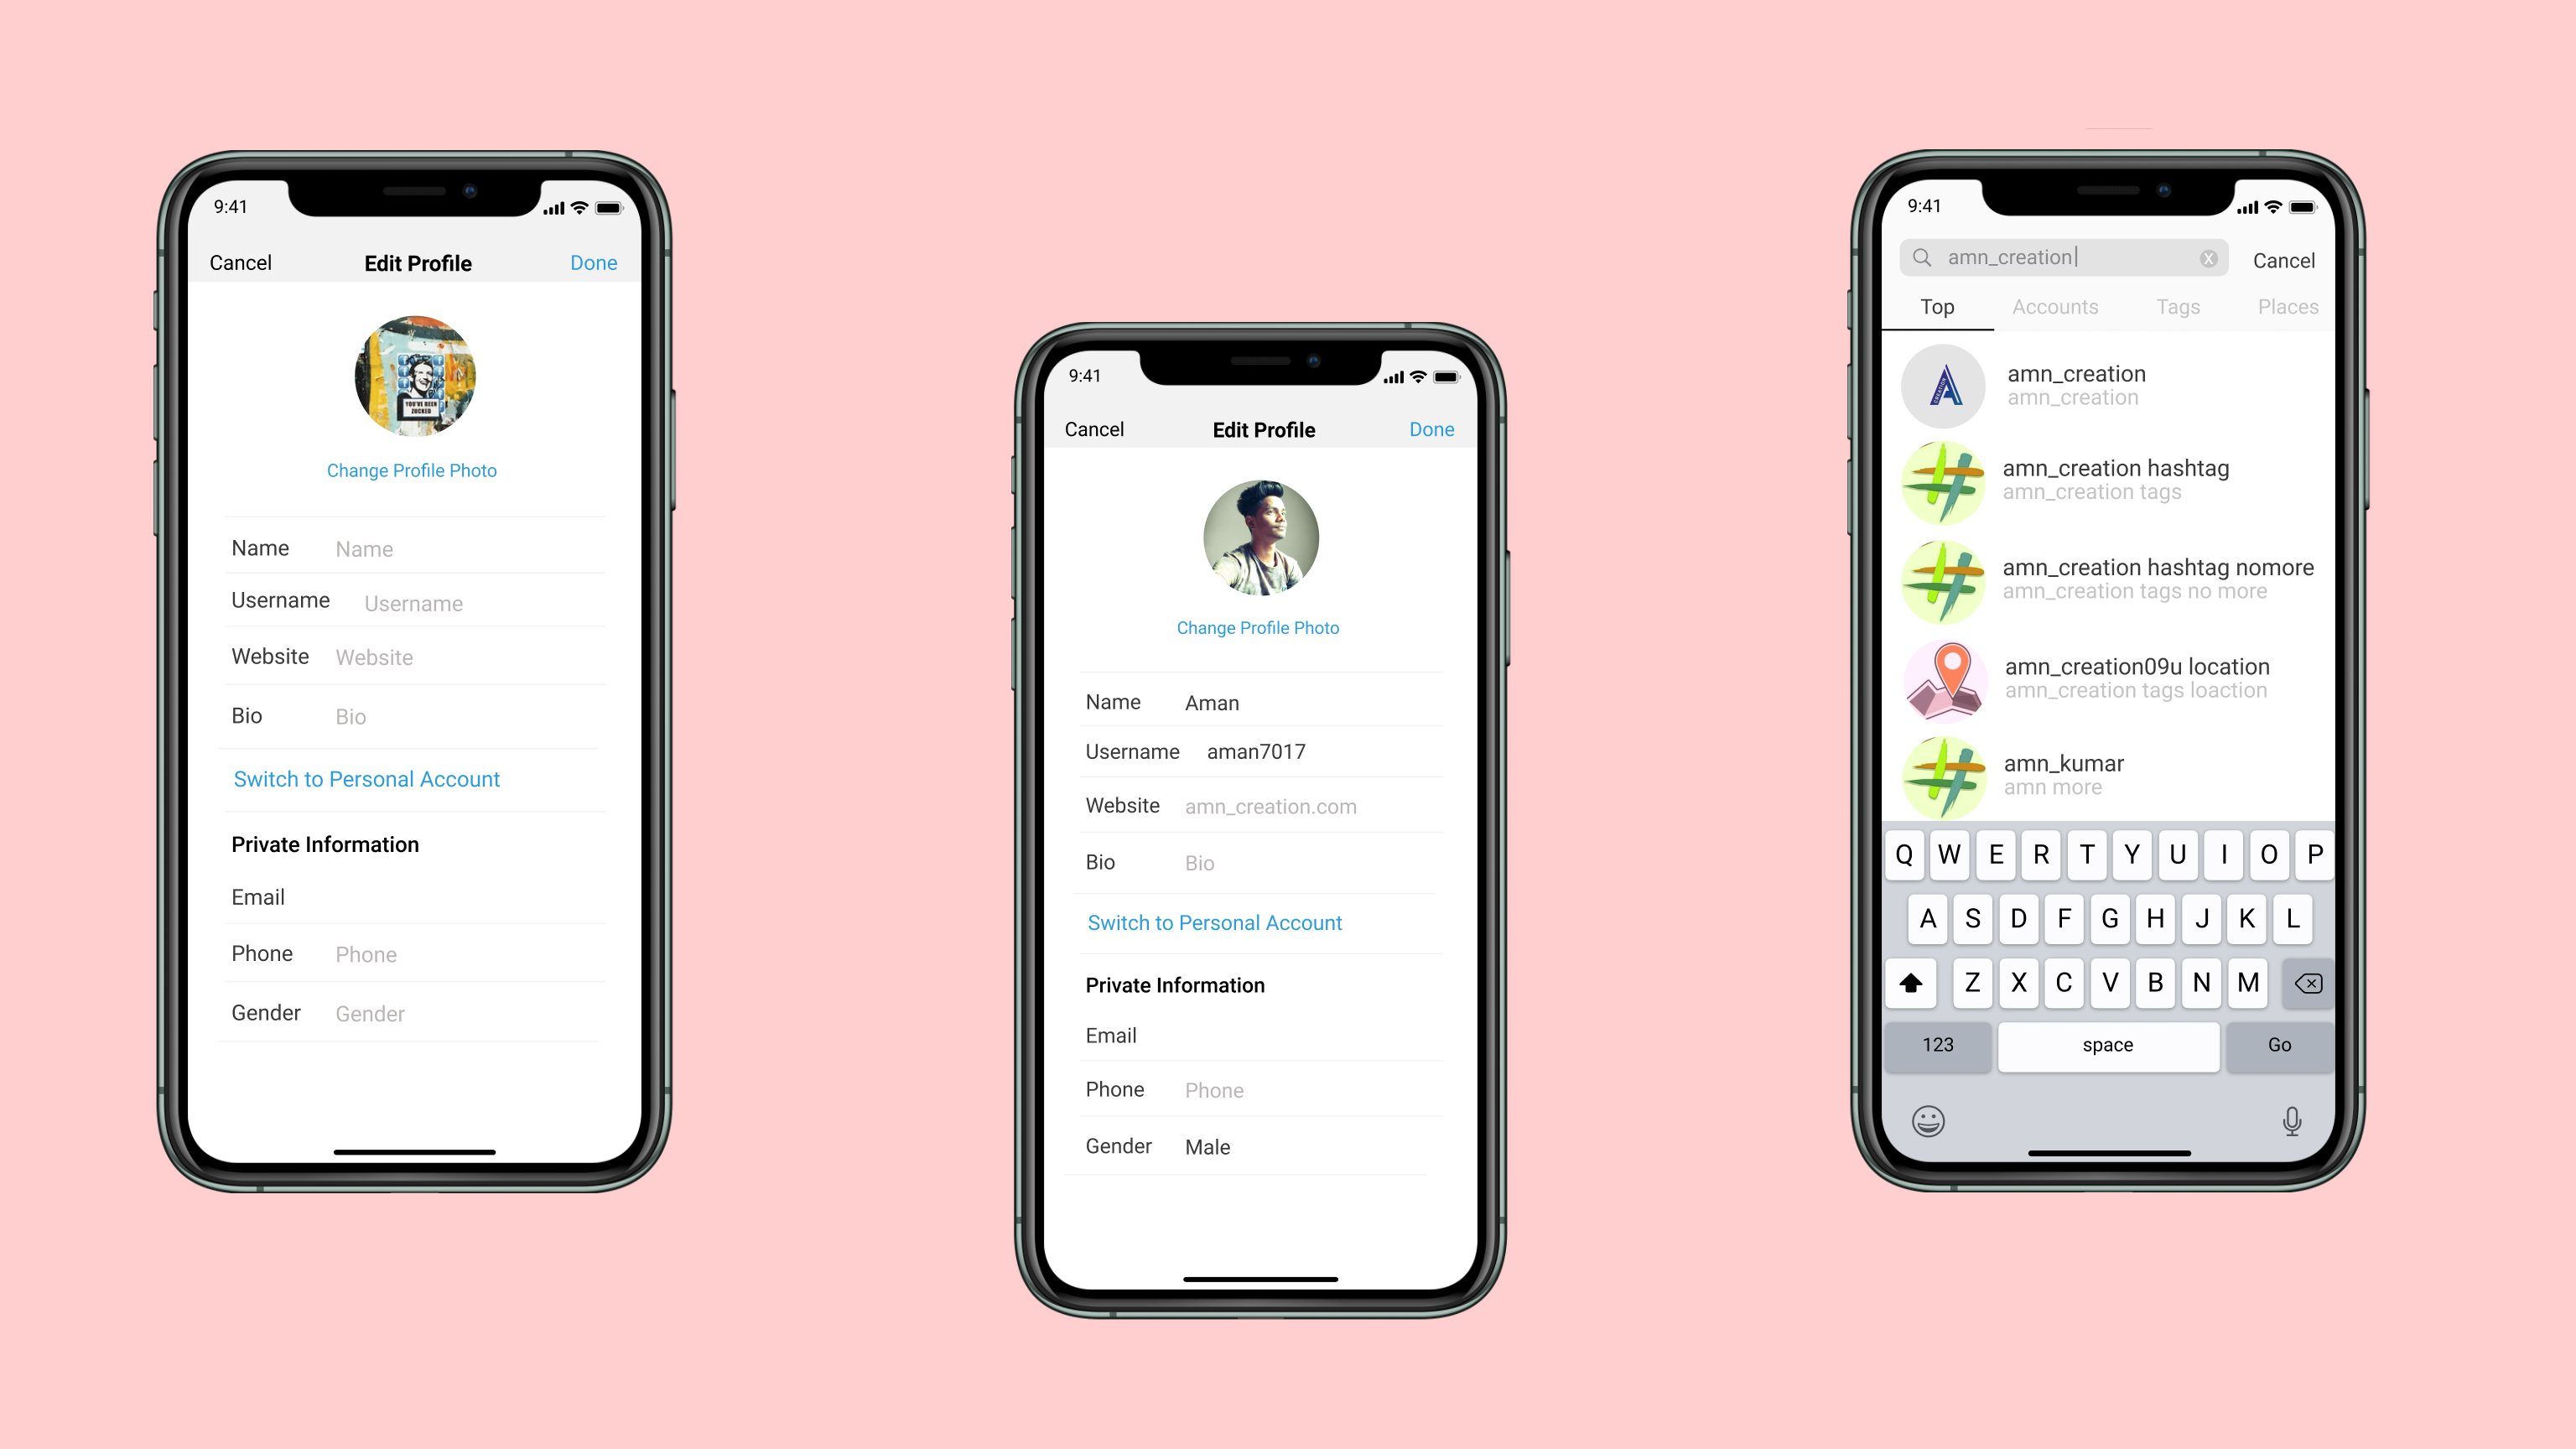 9:41
Cancel Edit Profile Done
YOU'VE BEEN
ZUCKED
Change Profile Photo
Name Name
Username Username
Website Website
Bio Bio
Switch to Personal Account
Private Information
Email
Phone Phone
Gender Gender
9:41
Cancel Edit Profile Done
Change Profile Photo
Name Aman
Username aman7017
Website amn_creation.com
Bio Bio
Switch to Personal Account
Private Information
Email
Phone Phone
Gender Male
9:41
amn_creation X Cancel
Top Accounts Tags Places
A CREATION
amn_creation
amn_creation
amn_creation hashtag
amn_creation tags
amn_creation hashtag nomore
amn_creation tags no more
amn_creation09u location
amn_creation tags loaction
amn_kumar
amn more
Q W E R T Y U I O P
A S D F G H J K L
Z X C V B N M
123 space Go